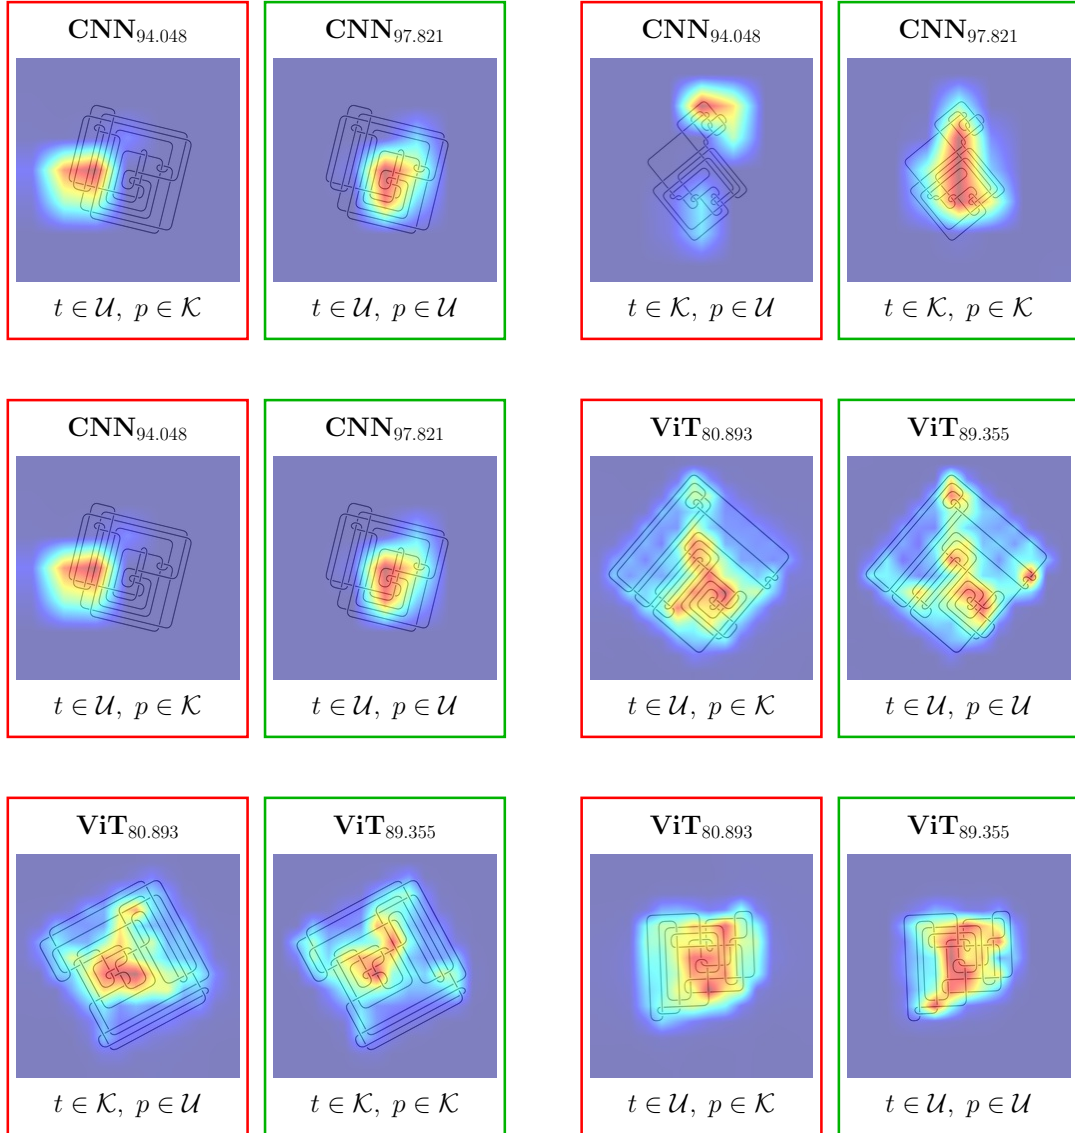 CNN94.048 CNN97.821 CNN94.048 CNN97.821
t ∈ 𝒰, p ∈ 𝒦 t ∈ 𝒰, p ∈ 𝒰 t ∈ 𝒦, p ∈ 𝒰 t ∈ 𝒦, p ∈ 𝒦
CNN94.048 CNN97.821 ViT80.893 ViT89.355
t ∈ 𝒰, p ∈ 𝒦 t ∈ 𝒰, p ∈ 𝒰 t ∈ 𝒰, p ∈ 𝒦 t ∈ 𝒰, p ∈ 𝒰
ViT80.893 ViT89.355 ViT80.893 ViT89.355
t ∈ 𝒦, p ∈ 𝒰 t ∈ 𝒦, p ∈ 𝒦 t ∈ 𝒰, p ∈ 𝒦 t ∈ 𝒰, p ∈ 𝒰